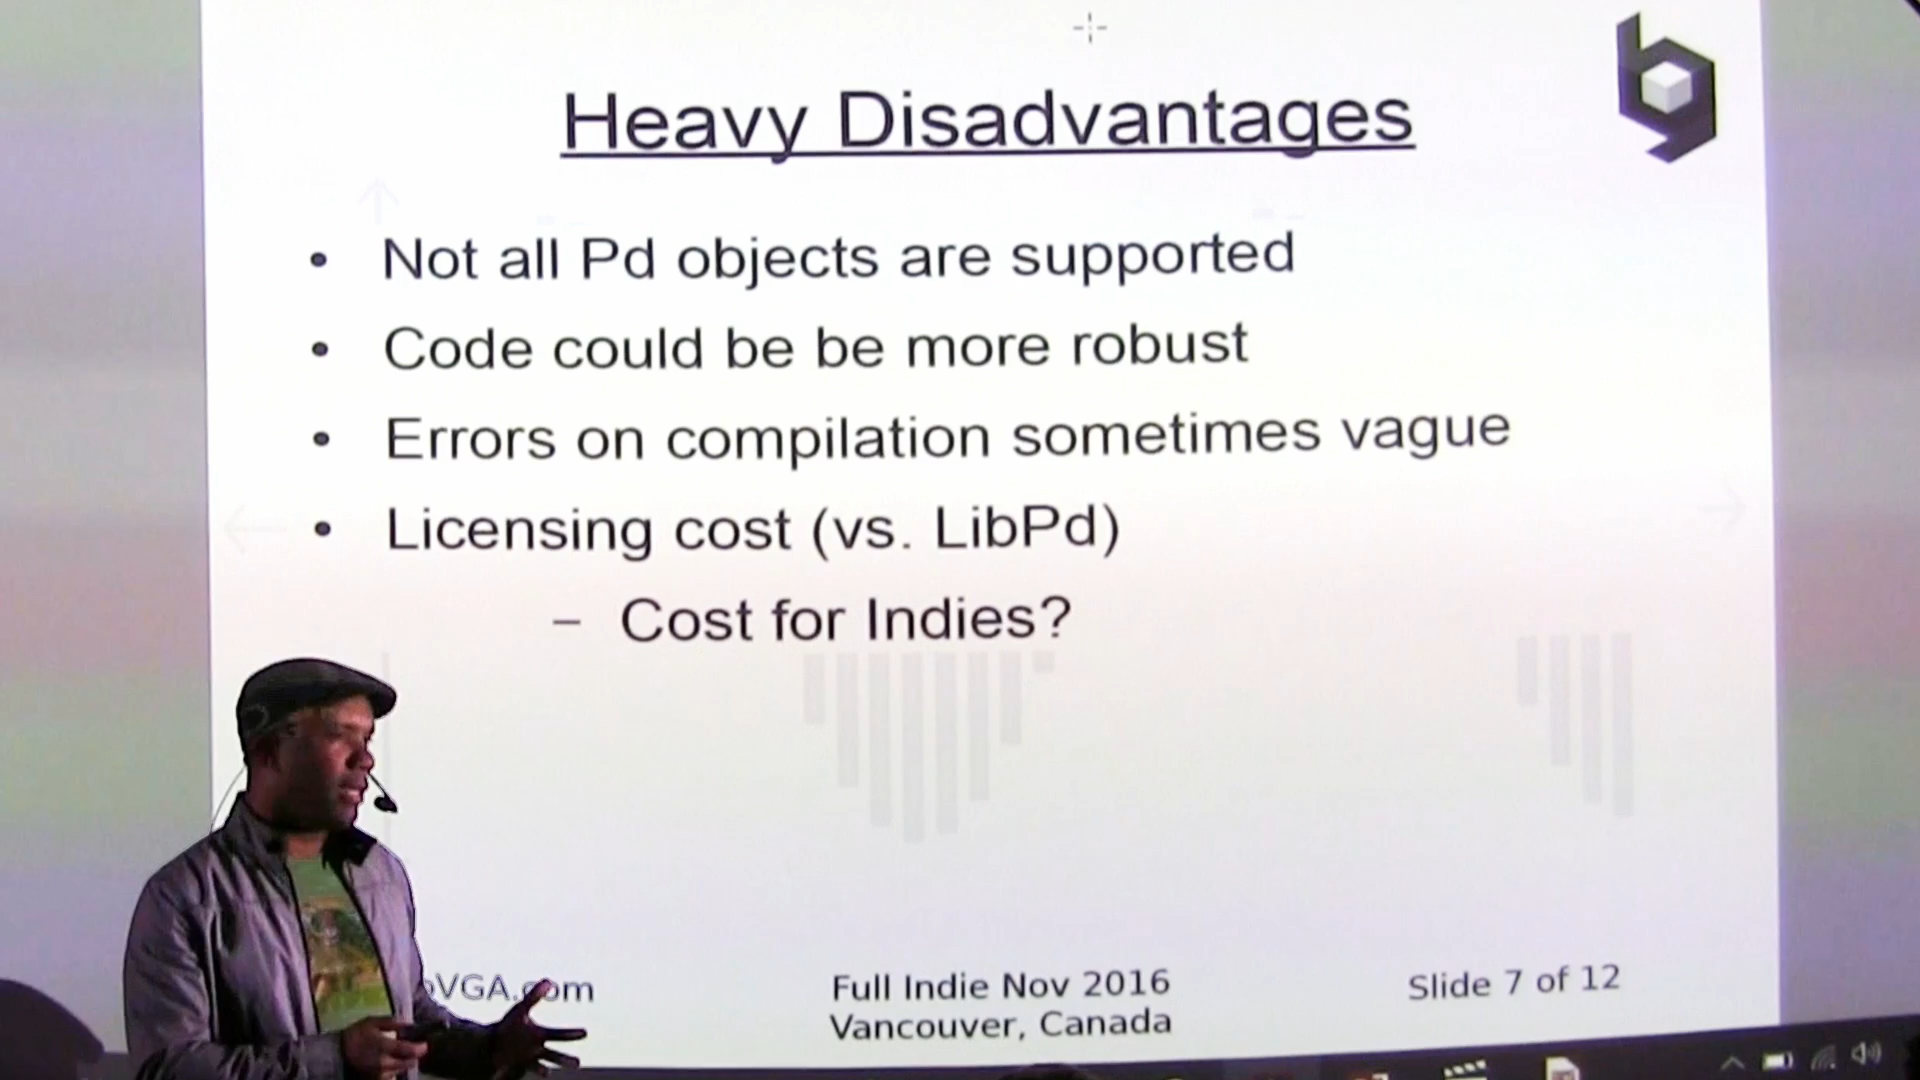 Heavy Disadvantages
• Not all Pd objects are supported
• Code could be be more robust
• Errors on compilation sometimes vague
• Licensing cost (vs. LibPd)
– Cost for Indies?
VGA.com
Full Indie Nov 2016
Vancouver, Canada
Slide 7 of 12